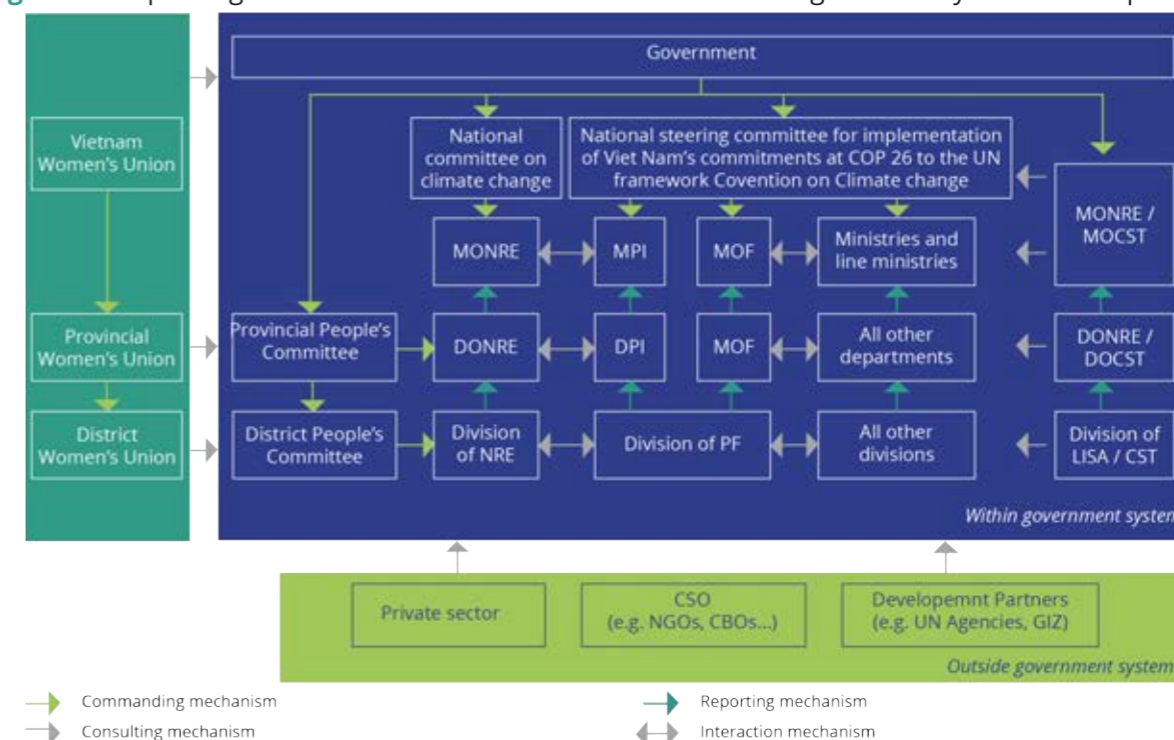 Government
Vietnam
Women's Union
National
committee on
climate change
National steering committee for implementation
of Viet Nam's commitments at COP 26 to the UN
framework Covention on Climate change
MONRE /
MOCST
MONRE
MPI
MOF
Ministries and
line ministries
Provincial
Women's Union
Provincial People's
Committee
DONRE
DPI
MOF
All other
departments
DONRE /
DOCST
District
Women's Union
District People's
Committee
Division
of NRE
Division of PF
All other
divisions
Division of
LISA / CST
Within government system
Private sector
CSO
(e.g. NGOs, CBOs...)
Developemnt Partners
(e.g. UN Agencies, GIZ)
Outside government system
Commanding mechanism
Reporting mechanism
Consulting mechanism
Interaction mechanism